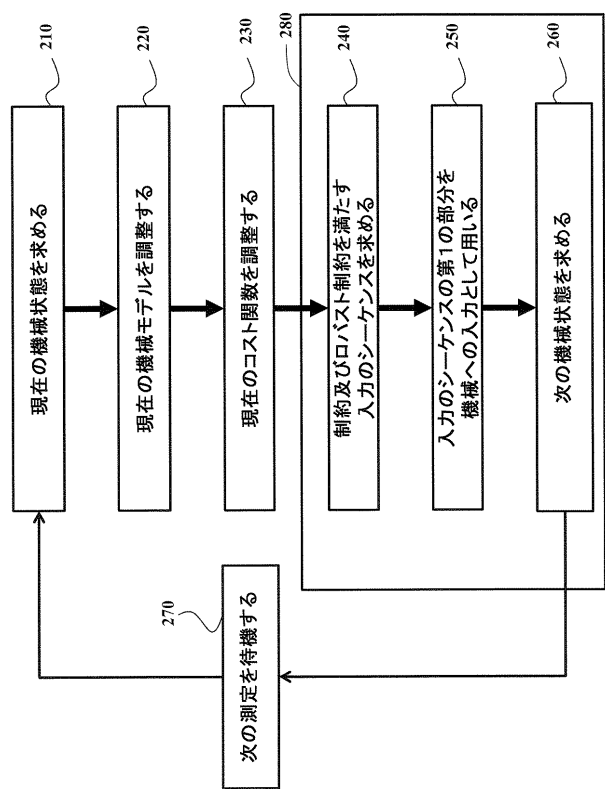 210
現在の機械状態を求める
220
現在の機械モデルを調整する
230
現在のコスト関数を調整する
280
240
制約及びロバスト制約を満たす
入力のシーケンスを求める
250
入力のシーケンスの第1の部分を
機械への入力として用いる
260
次の機械状態を求める
270
次の測定を待機する